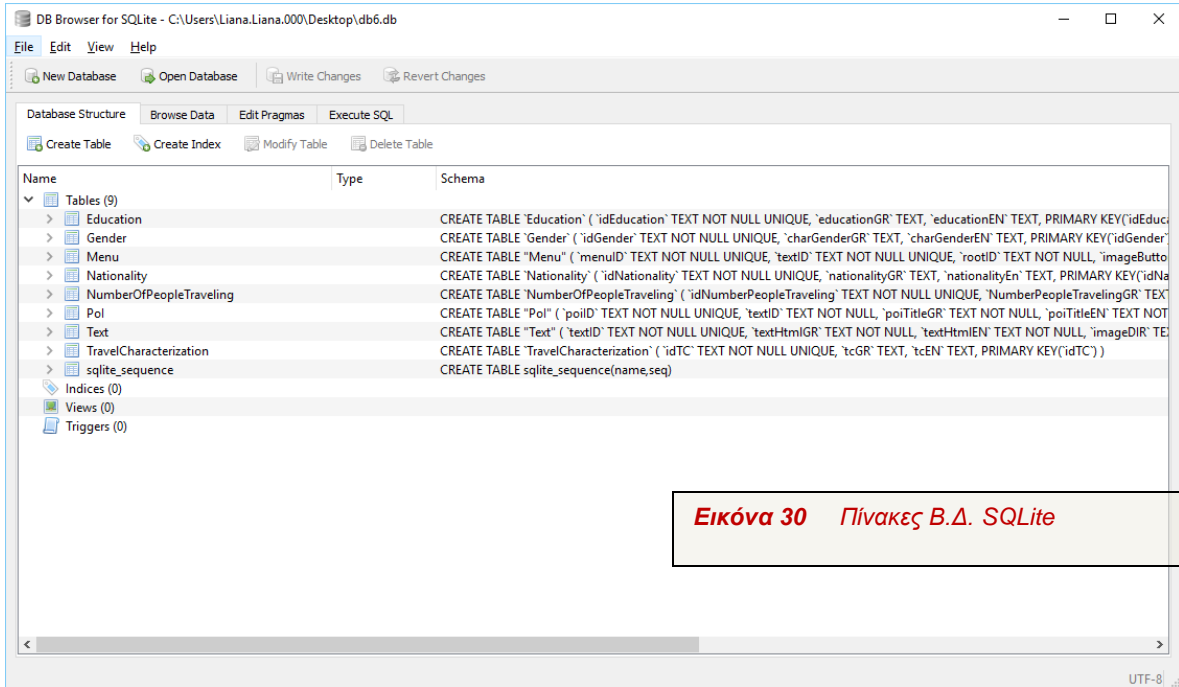 DB Browser for SQLite - C:\Users\Liana.Liana.000\Desktop\db6.db
File Edit View Help
New Database Open Database Write Changes Revert Changes
Database Structure Browse Data Edit Pragmas Execute SQL
Create Table Create Index Modify Table Delete Table
Name Type Schema
Tables (9)
Education CREATE TABLE `Education` ( `idEducation` TEXT NOT NULL UNIQUE, `educationGR` TEXT, `educationEN` TEXT, PRIMARY KEY(`idEduca
Gender CREATE TABLE `Gender` ( `idGender` TEXT NOT NULL UNIQUE, `charGenderGR` TEXT, `charGenderEN` TEXT, PRIMARY KEY(`idGender`
Menu CREATE TABLE "Menu" ( `menuID` TEXT NOT NULL UNIQUE, `textID` TEXT NOT NULL UNIQUE, `rootID` TEXT NOT NULL, `imageButto
Nationality CREATE TABLE `Nationality` ( `idNationality` TEXT NOT NULL UNIQUE, `nationalityGR` TEXT, `nationalityEn` TEXT, PRIMARY KEY(`idNa
NumberOfPeopleTraveling CREATE TABLE `NumberOfPeopleTraveling` ( `idNumberPeopleTraveling` TEXT NOT NULL UNIQUE, `NumberPeopleTravelingGR` TEX
PoI CREATE TABLE "PoI" ( `poiID` TEXT NOT NULL UNIQUE, `textID` TEXT NOT NULL, `poiTitleGR` TEXT NOT NULL, `poiTitleEN` TEXT NOT
Text CREATE TABLE "Text" ( `textID` TEXT NOT NULL UNIQUE, `textHtmlGR` TEXT NOT NULL, `textHtmlEN` TEXT NOT NULL, `imageDIR` TE
TravelCharacterization CREATE TABLE `TravelCharacterization` ( `idTC` TEXT NOT NULL UNIQUE, `tcGR` TEXT, `tcEN` TEXT, PRIMARY KEY(`idTC`) )
sqlite_sequence CREATE TABLE sqlite_sequence(name,seq)
Indices (0)
Views (0)
Triggers (0)
Εικόνα 30 Πίνακες Β.Δ. SQLite
UTF-8